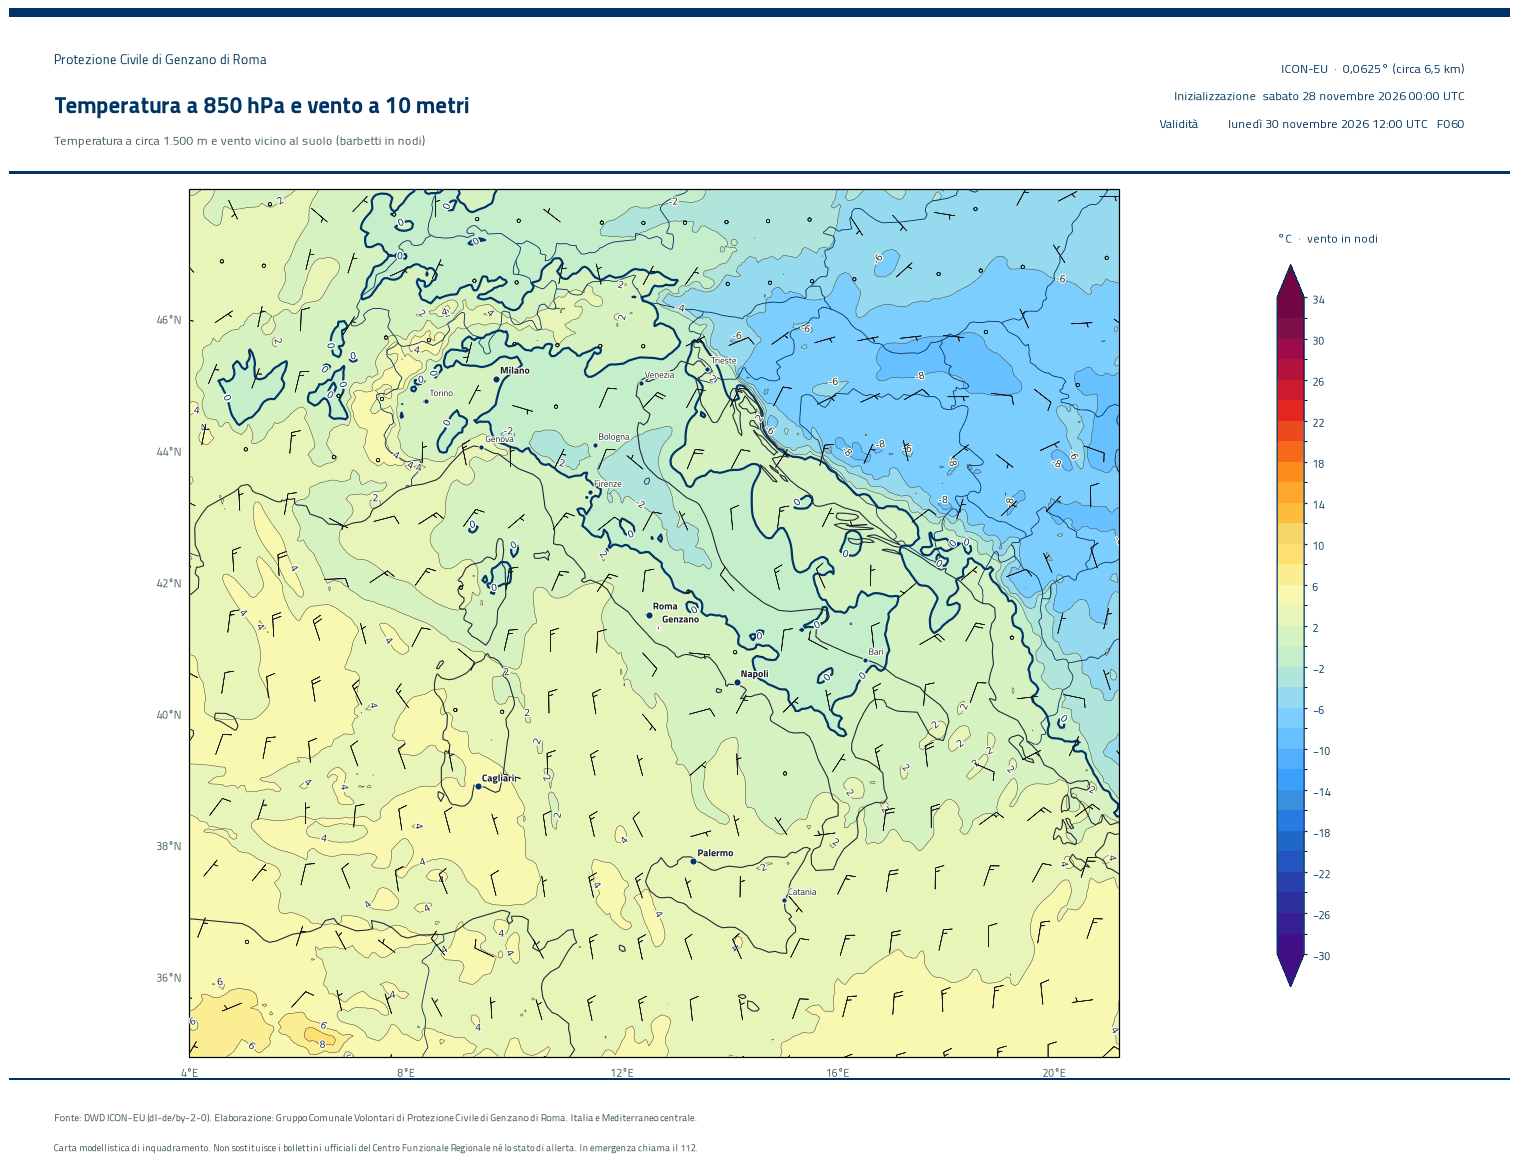 Protezione Civile di Genzano di Roma
Temperatura a 850 hPa e vento a 10 metri
Temperatura a circa 1.500 m e vento vicino al suolo (barbetti in nodi)
ICON-EU · 0,0625° (circa 6,5 km)
Inizializzazione sabato 28 novembre 2026 00:00 UTC
Validità lunedì 30 novembre 2026 12:00 UTC F060
°C · vento in nodi
34
30
26
22
18
14
10
6
2
−2
−6
−10
−14
−18
−22
−26
−30
46°N
44°N
42°N
40°N
38°N
36°N
4°E
8°E
12°E
16°E
20°E
Trieste
Milano
Venezia
Torino
Genova
Bologna
Firenze
Roma
Genzano
Bari
Napoli
Cagliari
Palermo
Catania
Fonte: DWD ICON-EU (dl-de/by-2-0). Elaborazione: Gruppo Comunale Volontari di Protezione Civile di Genzano di Roma. Italia e Mediterraneo centrale.
Carta modellistica di inquadramento. Non sostituisce i bollettini ufficiali del Centro Funzionale Regionale né lo stato di allerta. In emergenza chiama il 112.